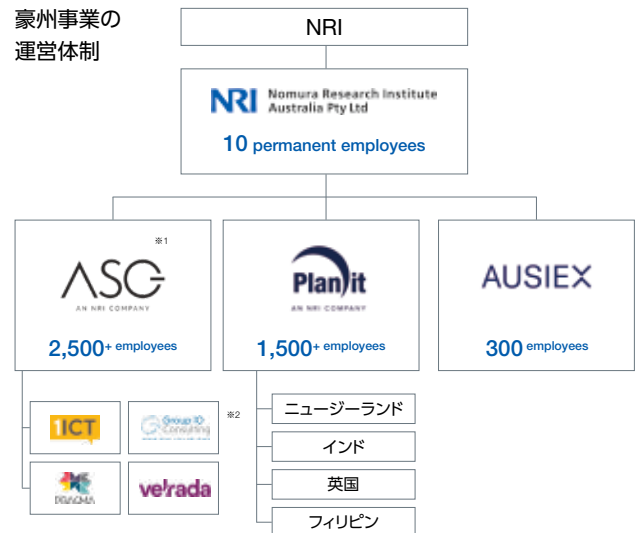 豪州事業の
運営体制
NRI
NRI Nomura Research Institute
Australia Pty Ltd
10 permanent employees
※1
ASG
AN NRI COMPANY
2,500+ employees
Planit
AN NRI COMPANY
1,500+ employees
AUSIEX
300 employees
1ICT
Group 10
Consulting
※2
PRAGMA
velrada
ニュージーランド
インド
英国
フィリピン